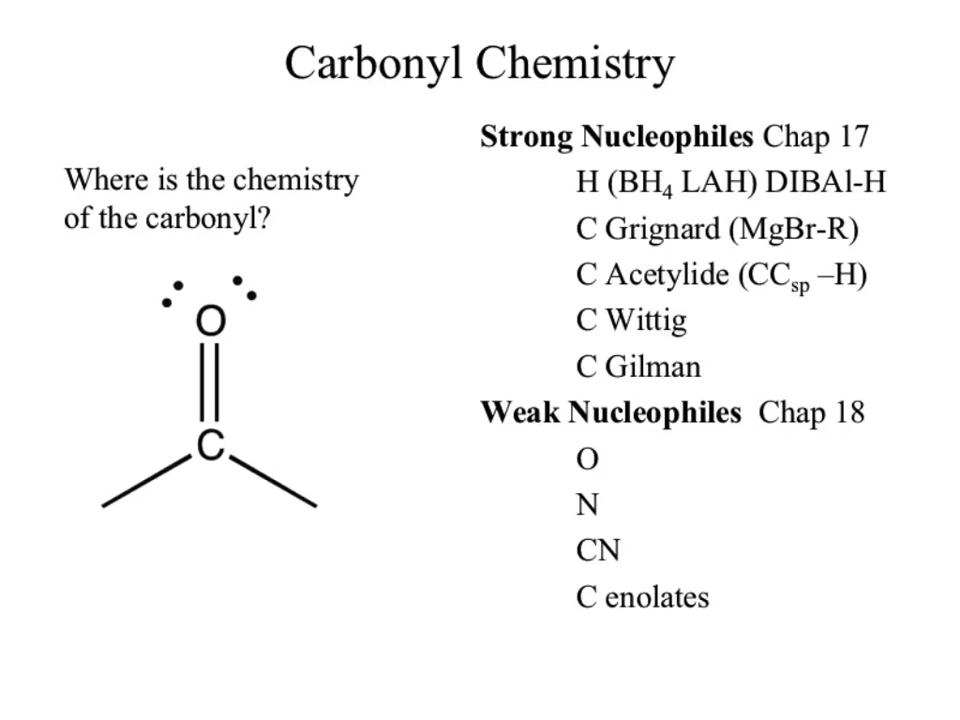 Carbonyl Chemistry
Where is the chemistry
of the carbonyl?
O
C
Strong Nucleophiles Chap 17
H (BH₄ LAH) DIBAl-H
C Grignard (MgBr-R)
C Acetylide (CCsp –H)
C Wittig
C Gilman
Weak Nucleophiles Chap 18
O
N
CN
C enolates